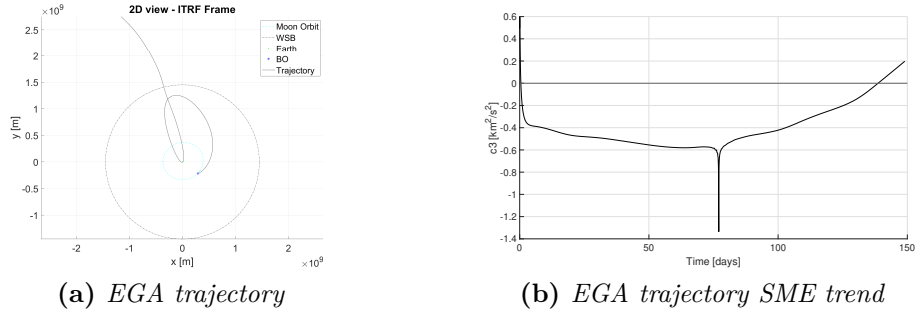 2D view - ITRF Frame
×10⁹
Moon Orbit
WSB
Earth
BO
Trajectory
2.5
2
1.5
1
0.5
0
-0.5
-1
y [m]
-2
-1
0
1
2
x [m]
×10⁹
(a) EGA trajectory
0.6
0.4
0.2
0
-0.2
-0.4
-0.6
-0.8
-1
-1.2
-1.4
c3 [km²/s²]
0
50
100
150
Time [days]
(b) EGA trajectory SME trend